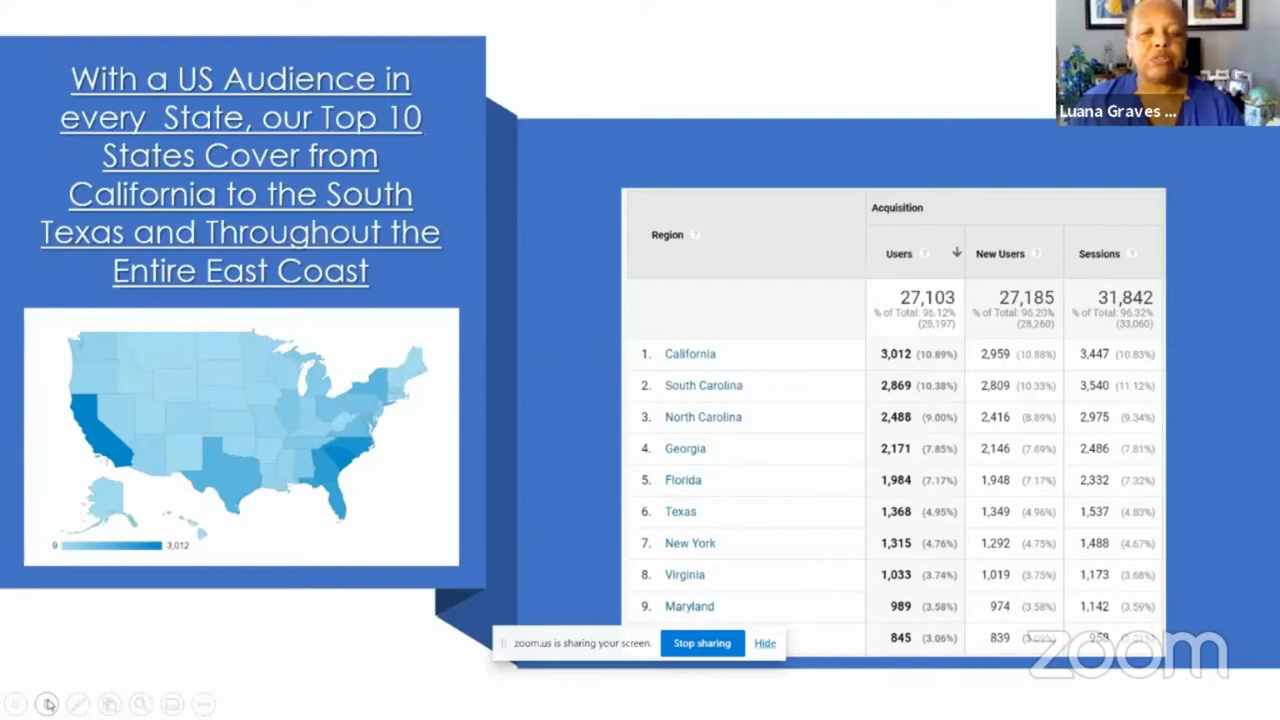 With a US Audience in
every State, our Top 10
States Cover from
California to the South
Texas and Throughout the
Entire East Coast
9 3,012
Luana Graves ...
Region ? Acquisition
Users ? New Users ? Sessions ?
27,103 27,185 31,842
% of Total: 96.12% % of Total: 96.20% % of Total: 96.32%
(28,197) (28,260) (33,060)
1. California 3,012 (10.89%) 2,959 (10.88%) 3,447 (10.83%)
2. South Carolina 2,869 (10.38%) 2,809 (10.33%) 3,540 (11.12%)
3. North Carolina 2,488 (9.00%) 2,416 (8.89%) 2,975 (9.34%)
4. Georgia 2,171 (7.85%) 2,146 (7.89%) 2,486 (7.81%)
5. Florida 1,984 (7.17%) 1,948 (7.17%) 2,332 (7.32%)
6. Texas 1,368 (4.95%) 1,349 (4.96%) 1,537 (4.83%)
7. New York 1,315 (4.76%) 1,292 (4.75%) 1,488 (4.67%)
8. Virginia 1,033 (3.74%) 1,019 (3.75%) 1,173 (3.68%)
9. Maryland 989 (3.58%) 974 (3.58%) 1,142 (3.59%)
845 (3.06%) 839 958
zoom.us is sharing your screen. Stop sharing Hide
zoom